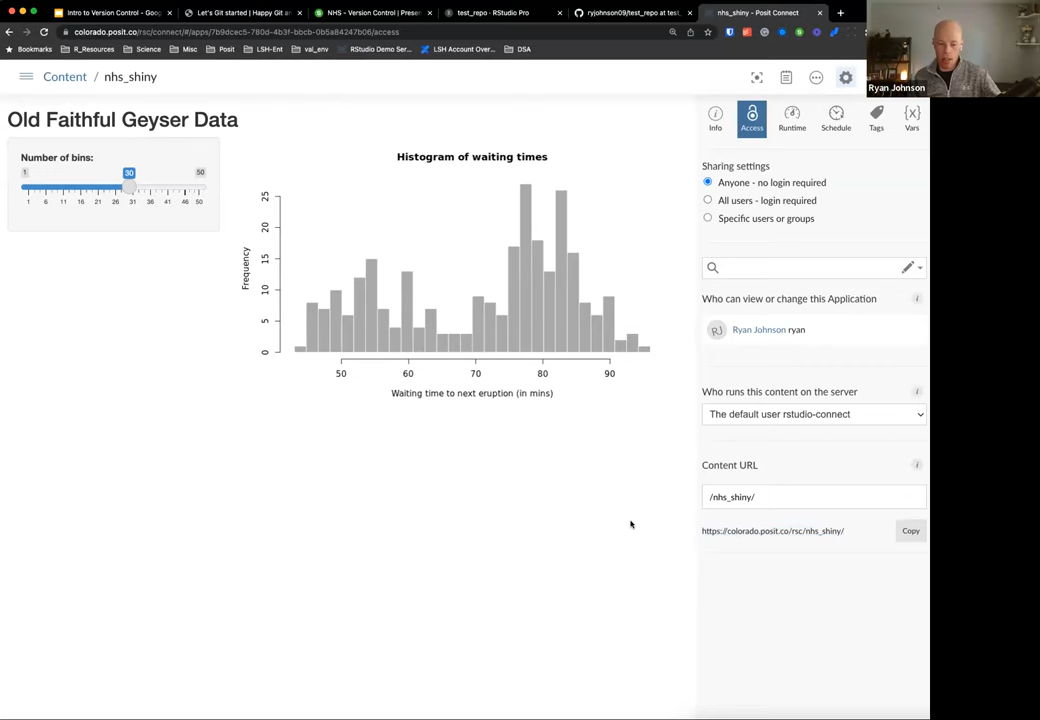 Intro to Version Control - Goog
Let's Git started | Happy Git an
NHS - Version Control | Presen
test_repo - RStudio Pro
ryjohnson09/test_repo at test_
nhs_shiny - Posit Connect
colorado.posit.co/rsc/connect/#/apps/7b9dcec5-780d-4b3f-bbcb-0b5a84247b06/access
Bookmarks
R_Resources
Science
Misc
Posit
LSH-Ent
val_env
RStudio Demo Ser...
LSH Account Over...
DSA
Ryan Johnson
Content / nhs_shiny
Info
Access
Runtime
Schedule
Tags
{x}
Vars
Old Faithful Geyser Data
Number of bins:
1
30
50
1 6 11 16 21 26 31 36 41 46 50
Histogram of waiting times
Frequency
0 5 10 15 20 25
50 60 70 80 90
Waiting time to next eruption (in mins)
Sharing settings
Anyone - no login required
All users - login required
Specific users or groups
Who can view or change this Application
RJ
Ryan Johnson ryan
Who runs this content on the server
The default user rstudio-connect
Content URL
/nhs_shiny/
https://colorado.posit.co/rsc/nhs_shiny/
Copy